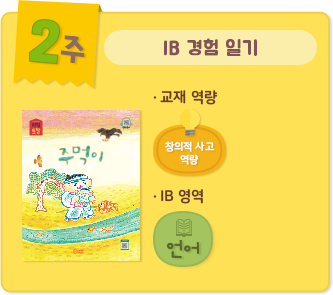 2주
IB 경험 일기
· 교재 역량
창의적 사고
역량
주먹이
· IB 영역
언어